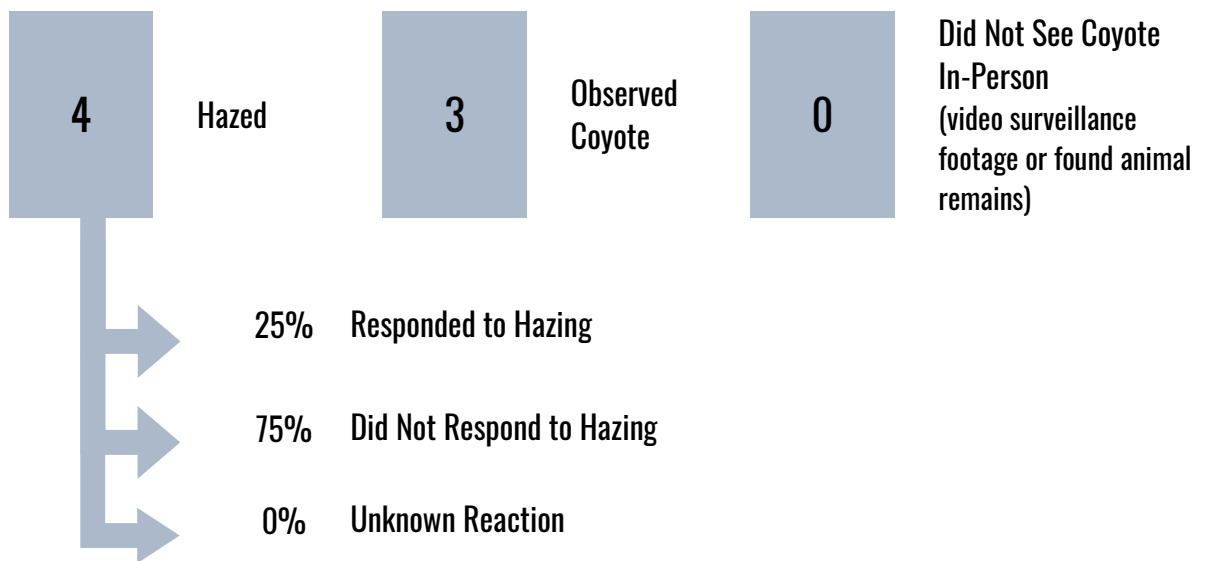 4
Hazed
3
Observed
Coyote
0
Did Not See Coyote
In-Person
(video surveillance
footage or found animal
remains)
25% Responded to Hazing
75% Did Not Respond to Hazing
0% Unknown Reaction